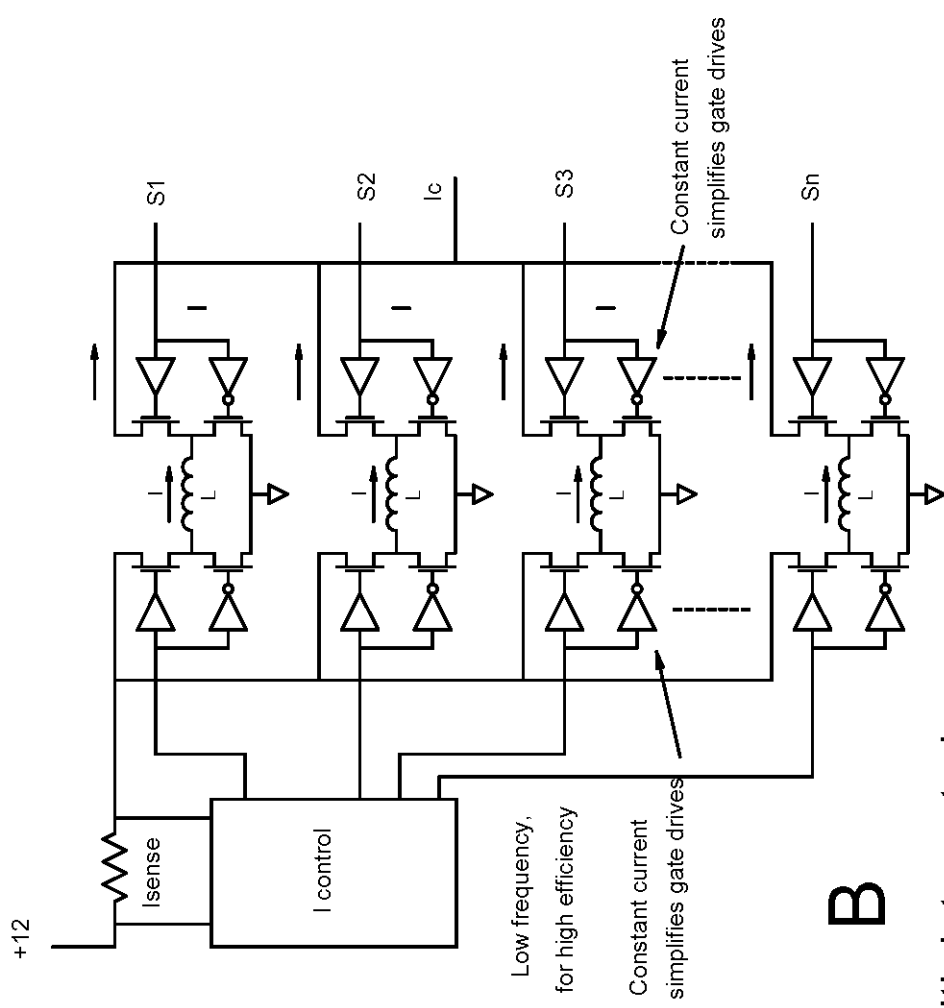 +12
Isense
I
S1
I
L
I control
I
S2
I
L
Ic
Low frequency,
for high efficiency
I
S3
I
L
Constant current
simplifies gate drives
Constant current
simplifies gate drives
I
Sn
L
B